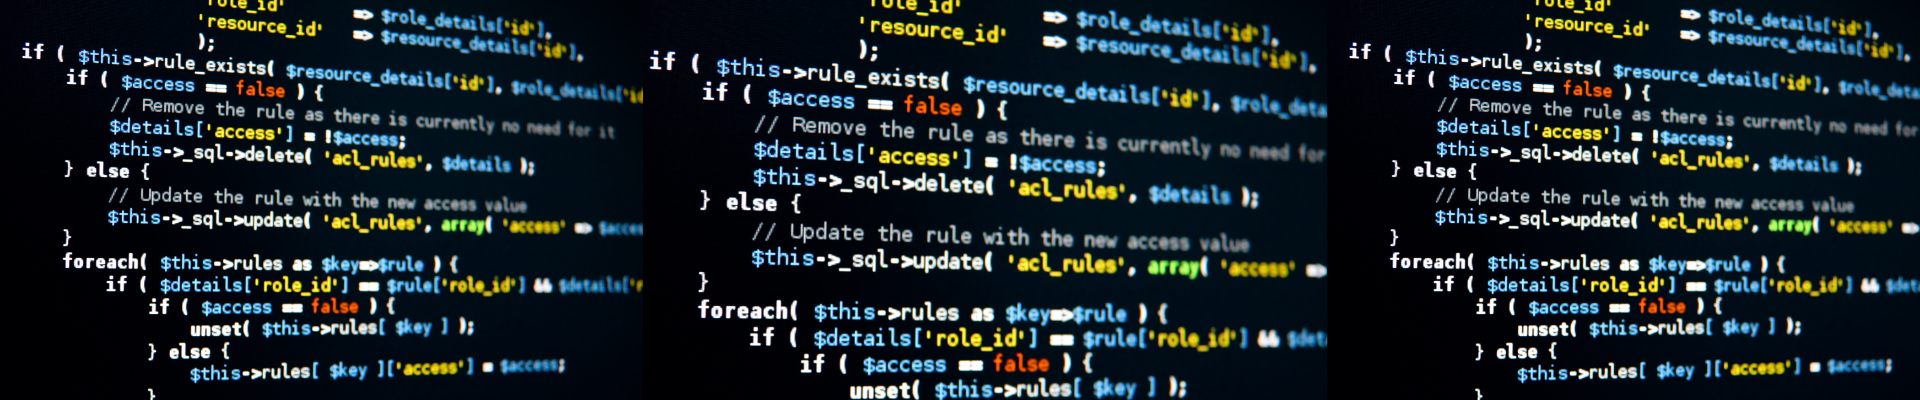 'role_id' => $role_details['id'],
'resource_id' => $resource_details['id'],
);
if ( $this->rule_exists( $resource_details['id'], $role_details['id
if ( $access == false ) {
// Remove the rule as there is currently no need for it
$details['access'] = !$access;
$this->_sql->delete( 'acl_rules', $details );
} else {
// Update the rule with the new access value
$this->_sql->update( 'acl_rules', array( 'access' => $acces
}
foreach( $this->rules as $key=>$rule ) {
if ( $details['role_id'] == $rule['role_id'] && $details['r
if ( $access == false ) {
unset( $this->rules[ $key ] );
} else {
$this->rules[ $key ]['access'] = $access;
}
role_id' => $role_details['id'],
'resource_id' => $resource_details['id'],
);
if ( $this->rule_exists( $resource_details['id'], $role_deta
if ( $access == false ) {
// Remove the rule as there is currently no need for
$details['access'] = !$access;
$this->_sql->delete( 'acl_rules', $details );
} else {
// Update the rule with the new access value
$this->_sql->update( 'acl_rules', array( 'access' =>
}
foreach( $this->rules as $key=>$rule ) {
if ( $details['role_id'] == $rule['role_id'] && $det
if ( $access == false ) {
unset( $this->rules[ $key ] );
role_id' => $role_details['id'],
'resource_id' => $resource_details['id'],
);
if ( $this->rule_exists( $resource_details['id'], $role_deta
if ( $access == false ) {
// Remove the rule as there is currently no need for
$details['access'] = !$access;
$this->_sql->delete( 'acl_rules', $details );
} else {
// Update the rule with the new access value
$this->_sql->update( 'acl_rules', array( 'access' =>
}
foreach( $this->rules as $key=>$rule ) {
if ( $details['role_id'] == $rule['role_id'] && $det
if ( $access == false ) {
unset( $this->rules[ $key ] );
} else {
$this->rules[ $key ]['access'] = $access;
}